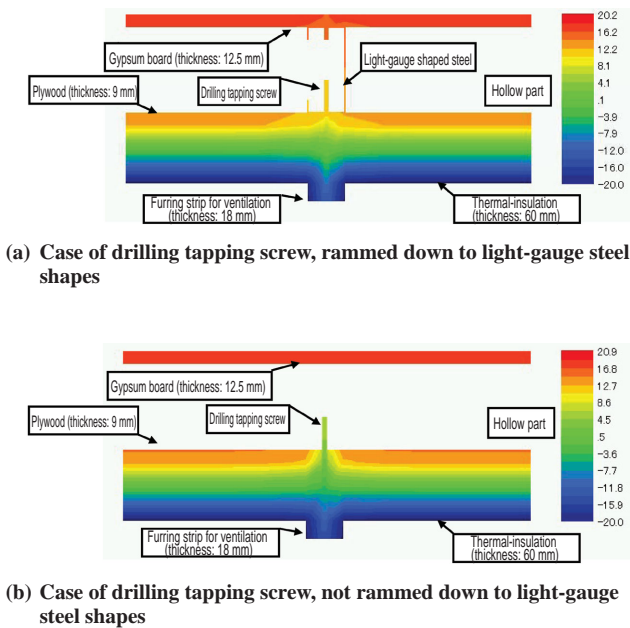 20.2
16.8
12.7
8.6
4.1
.1
−3.9
−7.9
−12.0
−16.0
−20.0
Gypsum board (thickness: 12.5 mm)
Light-gauge shaped steel
Plywood (thickness: 9 mm)
Drilling tapping screw
Hollow part
Furring strip for ventilation
(thickness: 18 mm)
Thermal-insulation
(thickness: 60 mm)
(a) Case of drilling tapping screw, rammed down to light-gauge steel
shapes
20.9
16.8
12.7
8.6
4.5
.5
−3.6
−7.7
−11.8
−15.9
−20.0
Gypsum board (thickness: 12.5 mm)
Plywood (thickness: 9 mm)
Drilling tapping screw
Hollow part
Furring strip for ventilation
(thickness: 18 mm)
Thermal-insulation
(thickness: 60 mm)
(b) Case of drilling tapping screw, not rammed down to light-gauge
steel shapes